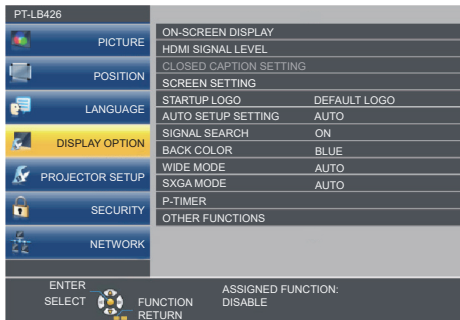 PT-LB426
PICTURE
POSITION
LANGUAGE
DISPLAY OPTION
PROJECTOR SETUP
SECURITY
NETWORK
ON-SCREEN DISPLAY
HDMI SIGNAL LEVEL
CLOSED CAPTION SETTING
SCREEN SETTING
STARTUP LOGO DEFAULT LOGO
AUTO SETUP SETTING AUTO
SIGNAL SEARCH ON
BACK COLOR BLUE
WIDE MODE AUTO
SXGA MODE AUTO
P-TIMER
OTHER FUNCTIONS
ENTER
SELECT
FUNCTION
RETURN
ASSIGNED FUNCTION:
DISABLE